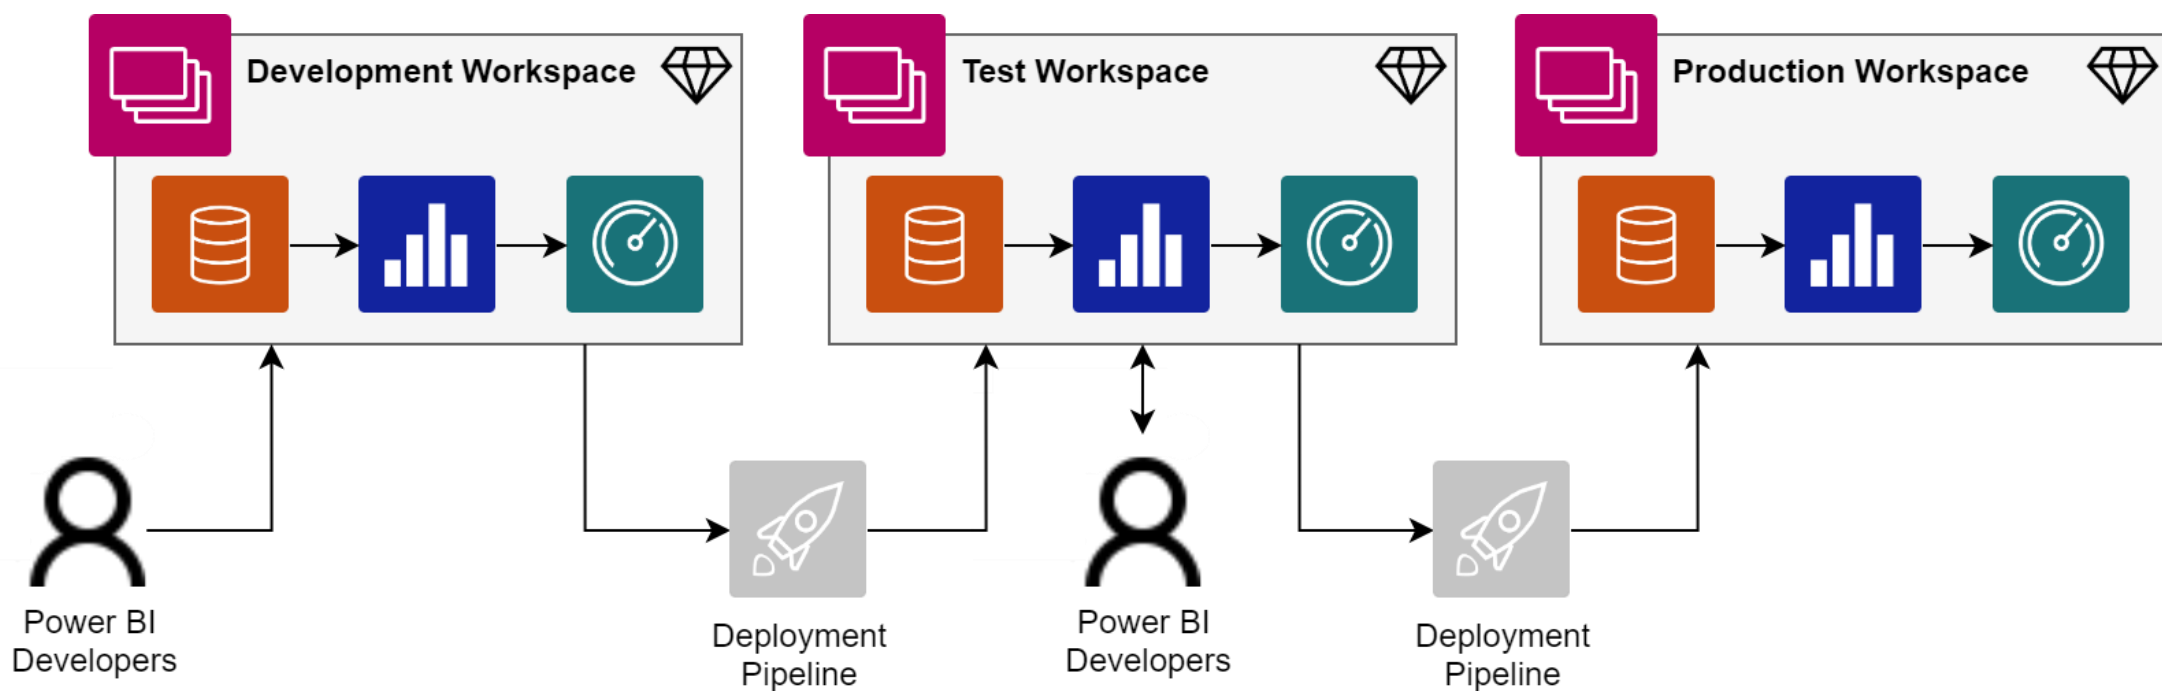 Development Workspace
Test Workspace
Production Workspace
Power BI
Developers
Deployment
Pipeline
Power BI
Developers
Deployment
Pipeline